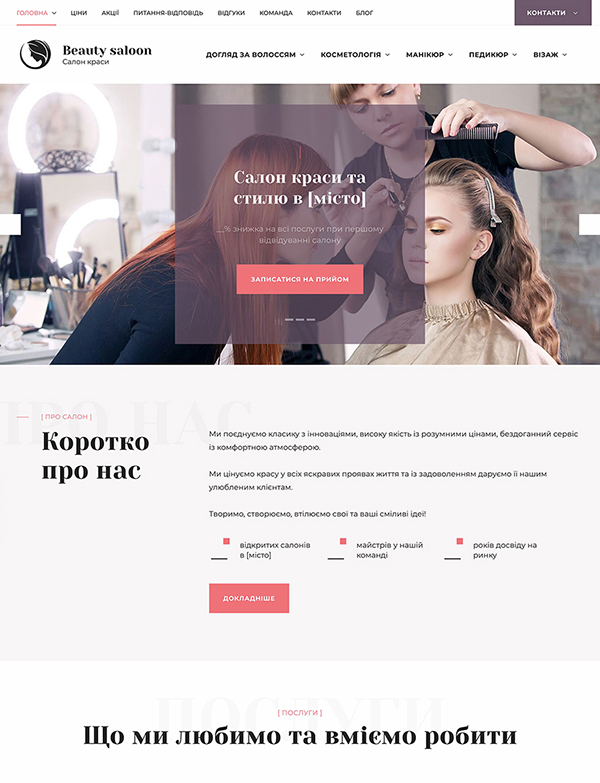 ГОЛОВНА ЦІНИ АКЦІЇ ПИТАННЯ-ВІДПОВІДЬ ВІДГУКИ КОМАНДА КОНТАКТИ БЛОГ КОНТАКТИ
Beauty saloon
Салон краси
ДОГЛЯД ЗА ВОЛОССЯМ КОСМЕТОЛОГІЯ МАНІКЮР ПЕДИКЮР ВІЗАЖ
Салон краси та
стилю в [місто]
__% знижка на всі послуги при першому
відвідуванні салону
ЗАПИСАТИСЯ НА ПРИЙОМ
ПРО НАС
[ ПРО САЛОН ]
Коротко
про нас
Ми поєднуємо класику з інноваціями, високу якість із розумними цінами, бездоганний сервіс
із комфортною атмосферою.
Ми цінуємо красу у всіх яскравих проявах життя та із задоволенням даруємо її нашим
улюбленим клієнтам.
Творимо, створюємо, втілюємо свої та ваші сміливі ідеї!
__ відкритих салонів
в [місто]
__ майстрів у нашій
команді
__ років досвіду на
ринку
ДОКЛАДНІШЕ
ПОСЛУГИ
[ ПОСЛУГИ ]
Що ми любимо та вміємо робити